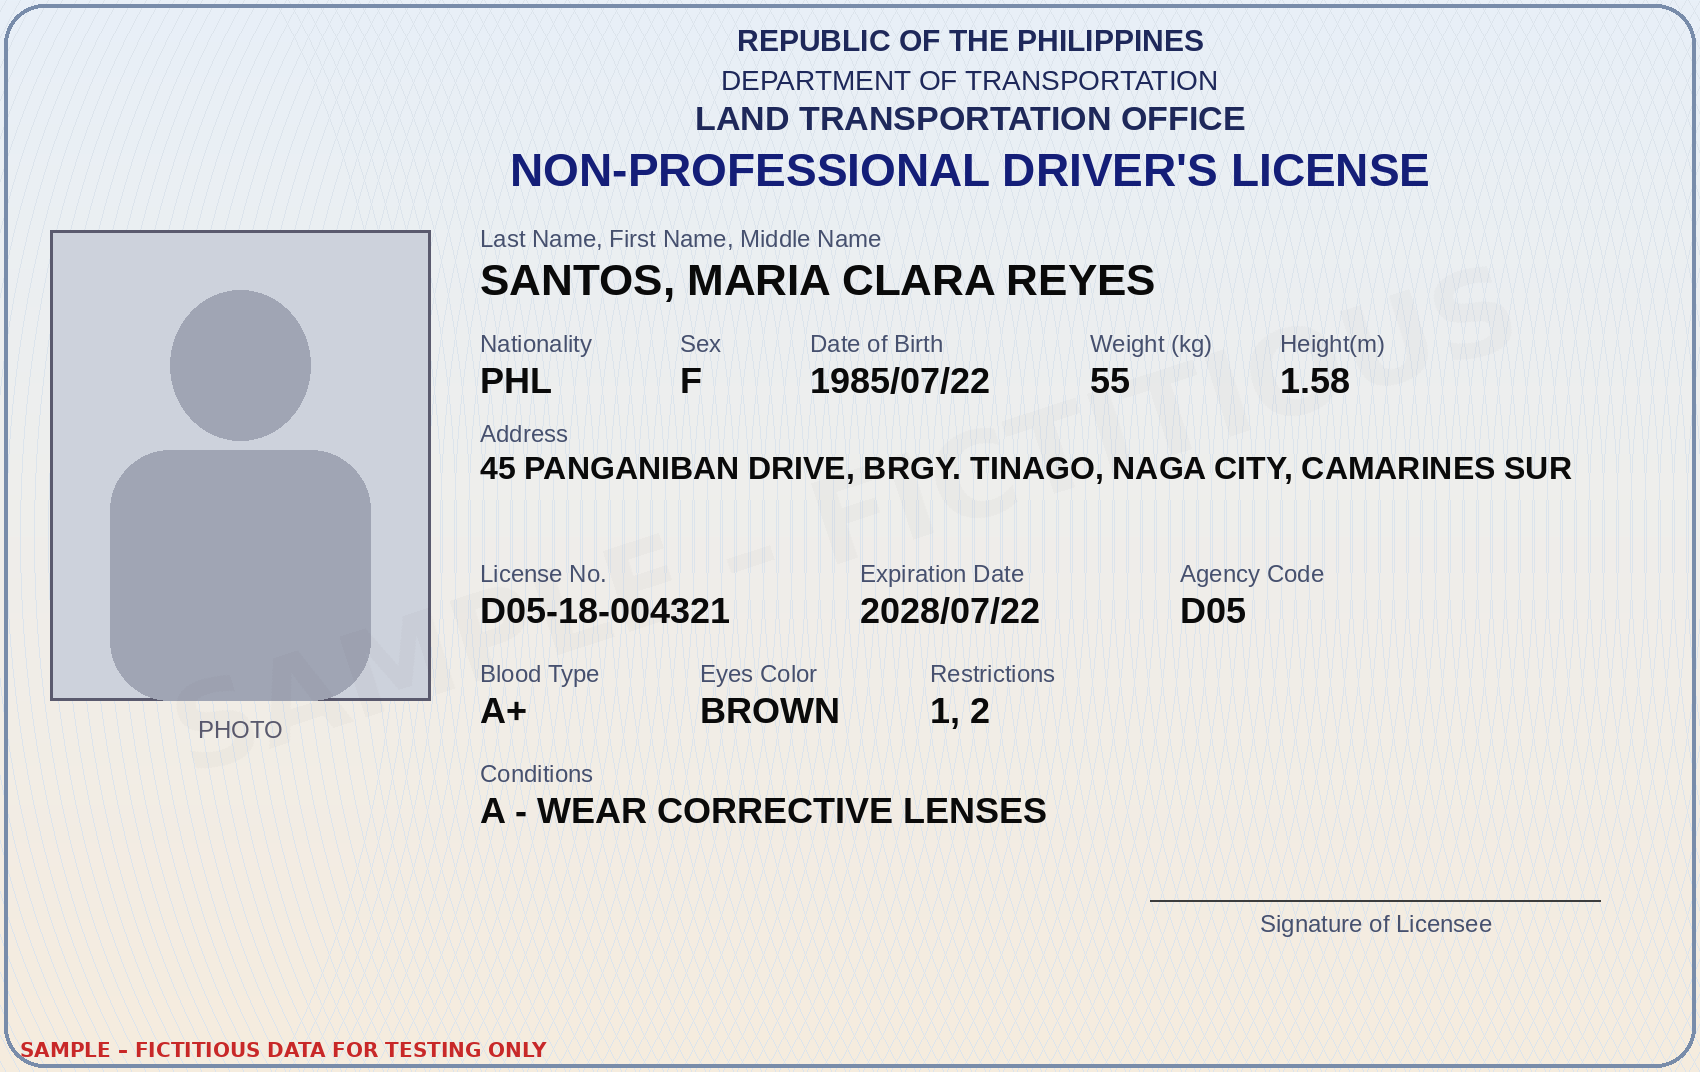 REPUBLIC OF THE PHILIPPINES
DEPARTMENT OF TRANSPORTATION
LAND TRANSPORTATION OFFICE
NON-PROFESSIONAL DRIVER'S LICENSE
Last Name, First Name, Middle Name
SANTOS, MARIA CLARA REYES
Nationality Sex Date of Birth Weight (kg) Height(m)
PHL F 1985/07/22 55 1.58
Address
45 PANGANIBAN DRIVE, BRGY. TINAGO, NAGA CITY, CAMARINES SUR
License No. Expiration Date Agency Code
D05-18-004321 2028/07/22 D05
Blood Type Eyes Color Restrictions
A+ BROWN 1, 2
PHOTO
Conditions
A - WEAR CORRECTIVE LENSES
Signature of Licensee
SAMPLE – FICTITIOUS
SAMPLE – FICTITIOUS DATA FOR TESTING ONLY